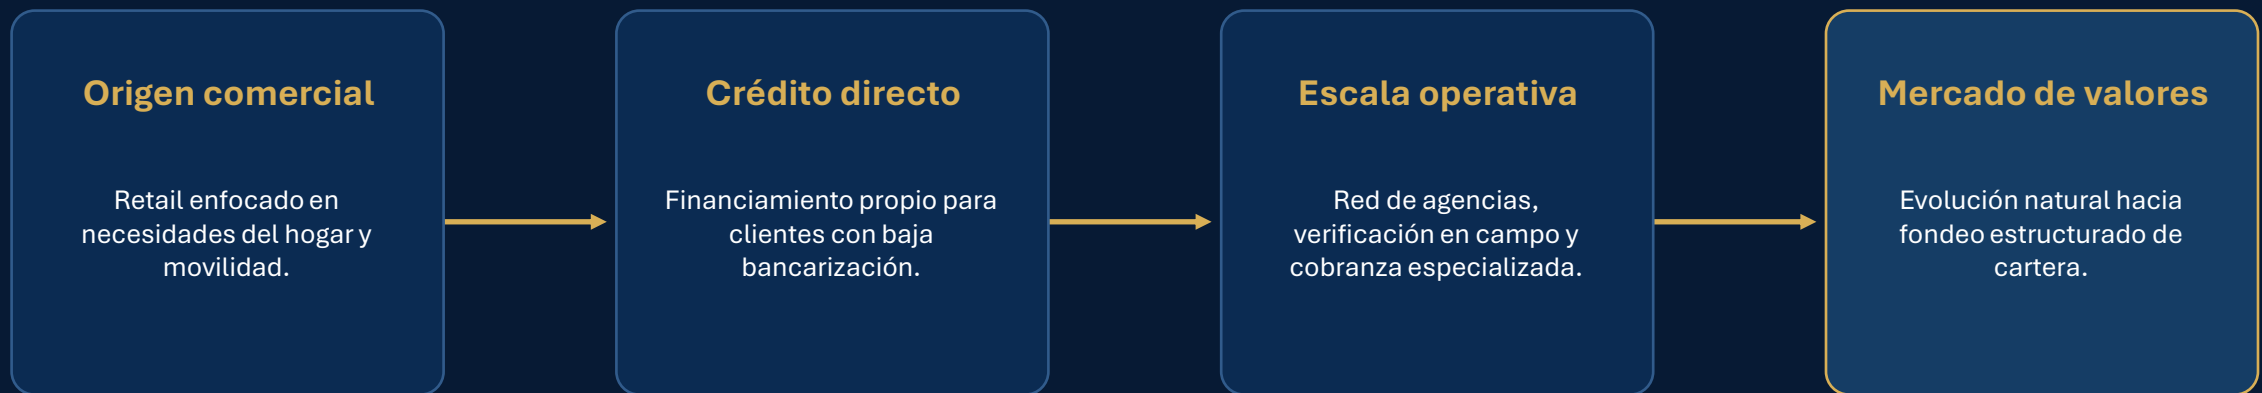 Origen comercial
Retail enfocado en
necesidades del hogar y
movilidad.
Crédito directo
Financiamiento propio para
clientes con baja
bancarización.
Escala operativa
Red de agencias,
verificación en campo y
cobranza especializada.
Mercado de valores
Evolución natural hacia
fondeo estructurado de
cartera.